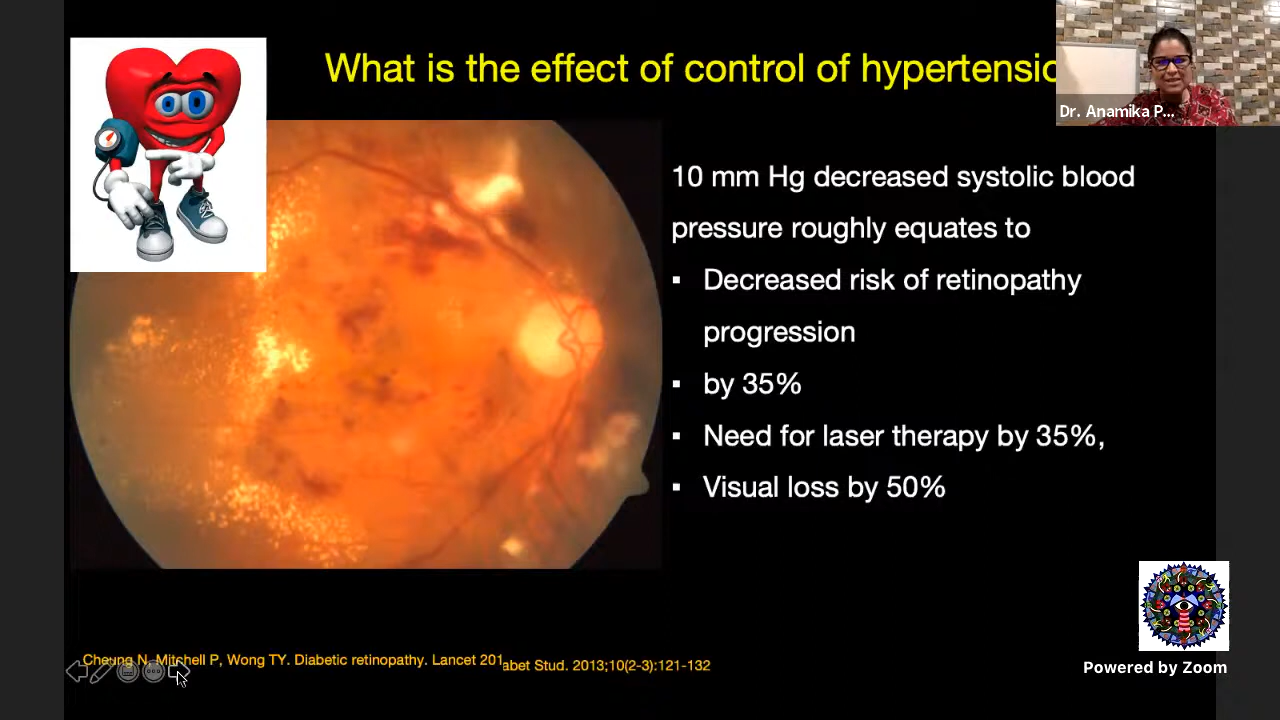 What is the effect of control of hypertensio
Dr. Anamika P...
10 mm Hg decreased systolic blood
pressure roughly equates to
▪ Decreased risk of retinopathy
progression
▪ by 35%
▪ Need for laser therapy by 35%,
▪ Visual loss by 50%
Cheung N, Mitchell P, Wong TY. Diabetic retinopathy. Lancet 201
abet Stud. 2013;10(2-3):121-132
Powered by Zoom